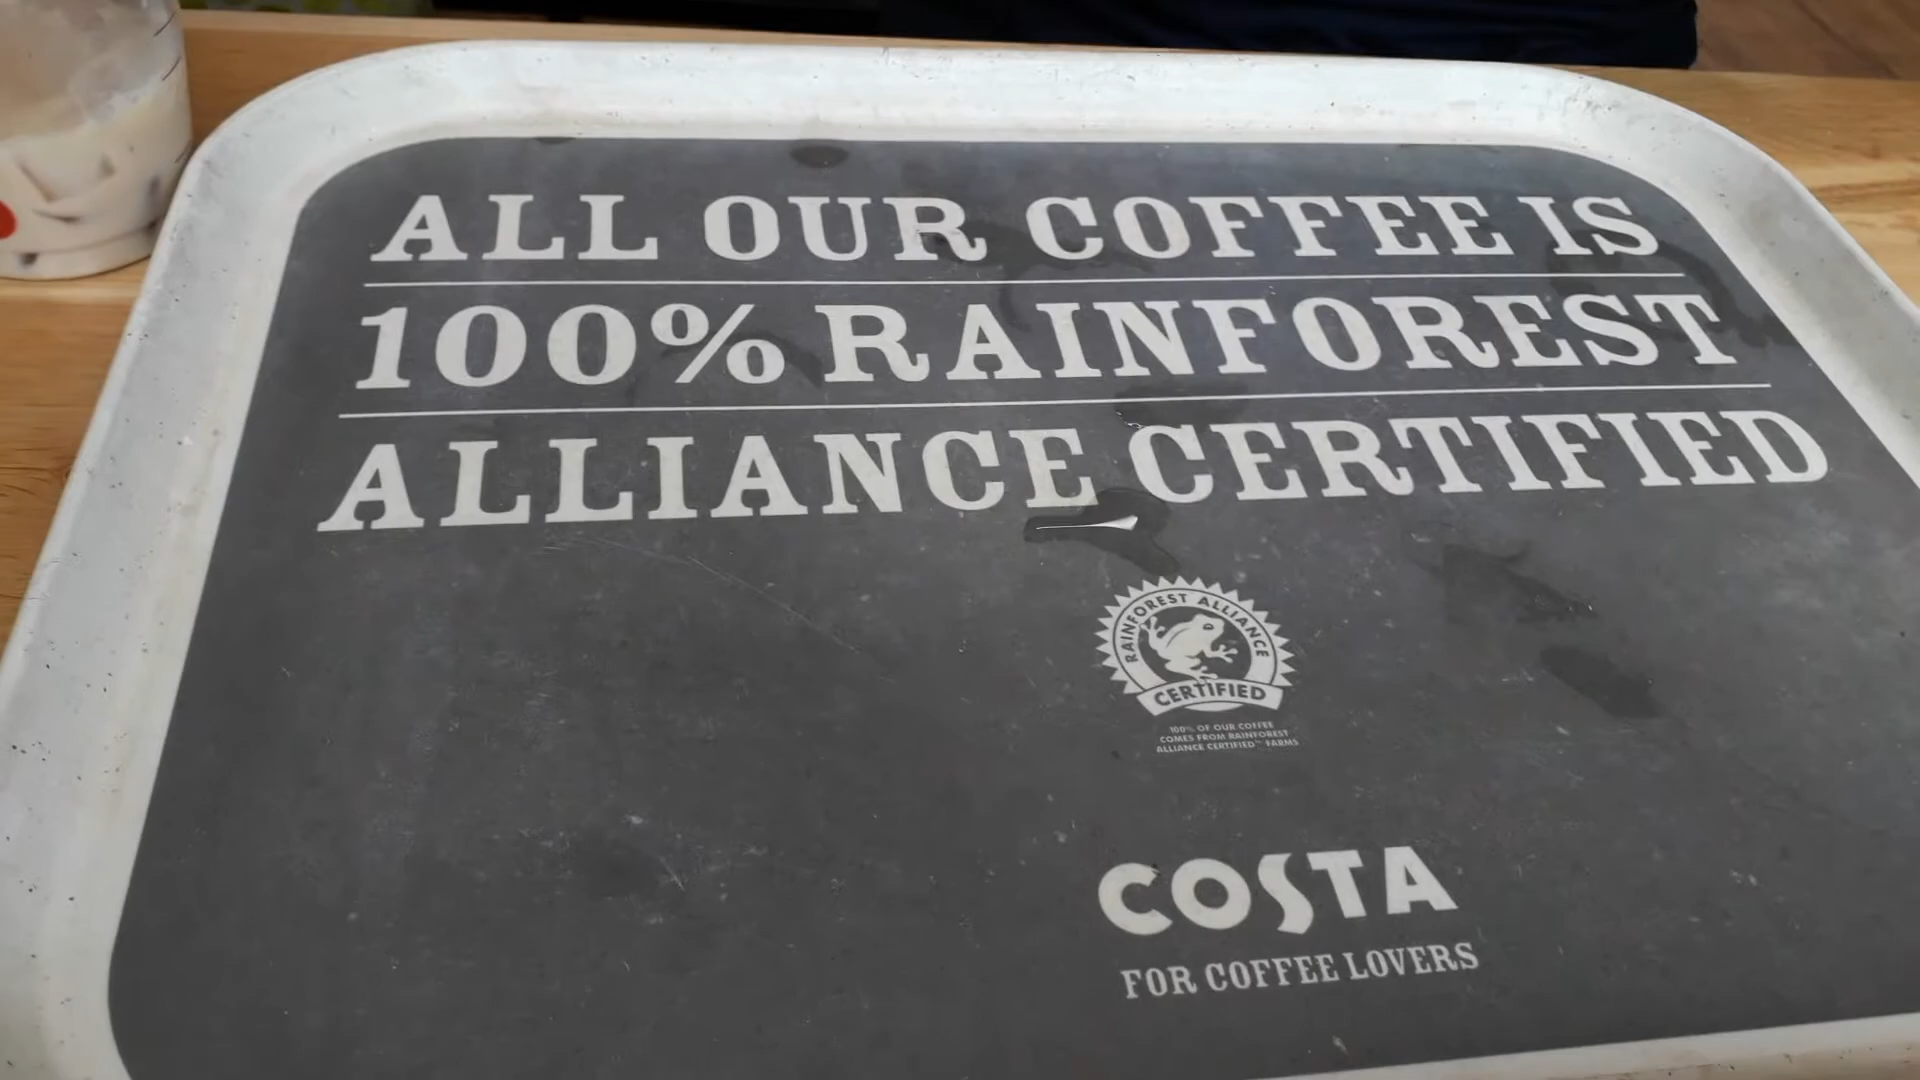 ALL OUR COFFEE IS
100% RAINFOREST
ALLIANCE CERTIFIED
RAINFOREST ALLIANCE
CERTIFIED
100% OF OUR COFFEE
COMES FROM RAINFOREST
ALLIANCE CERTIFIED™ FARMS
COSTA
FOR COFFEE LOVERS